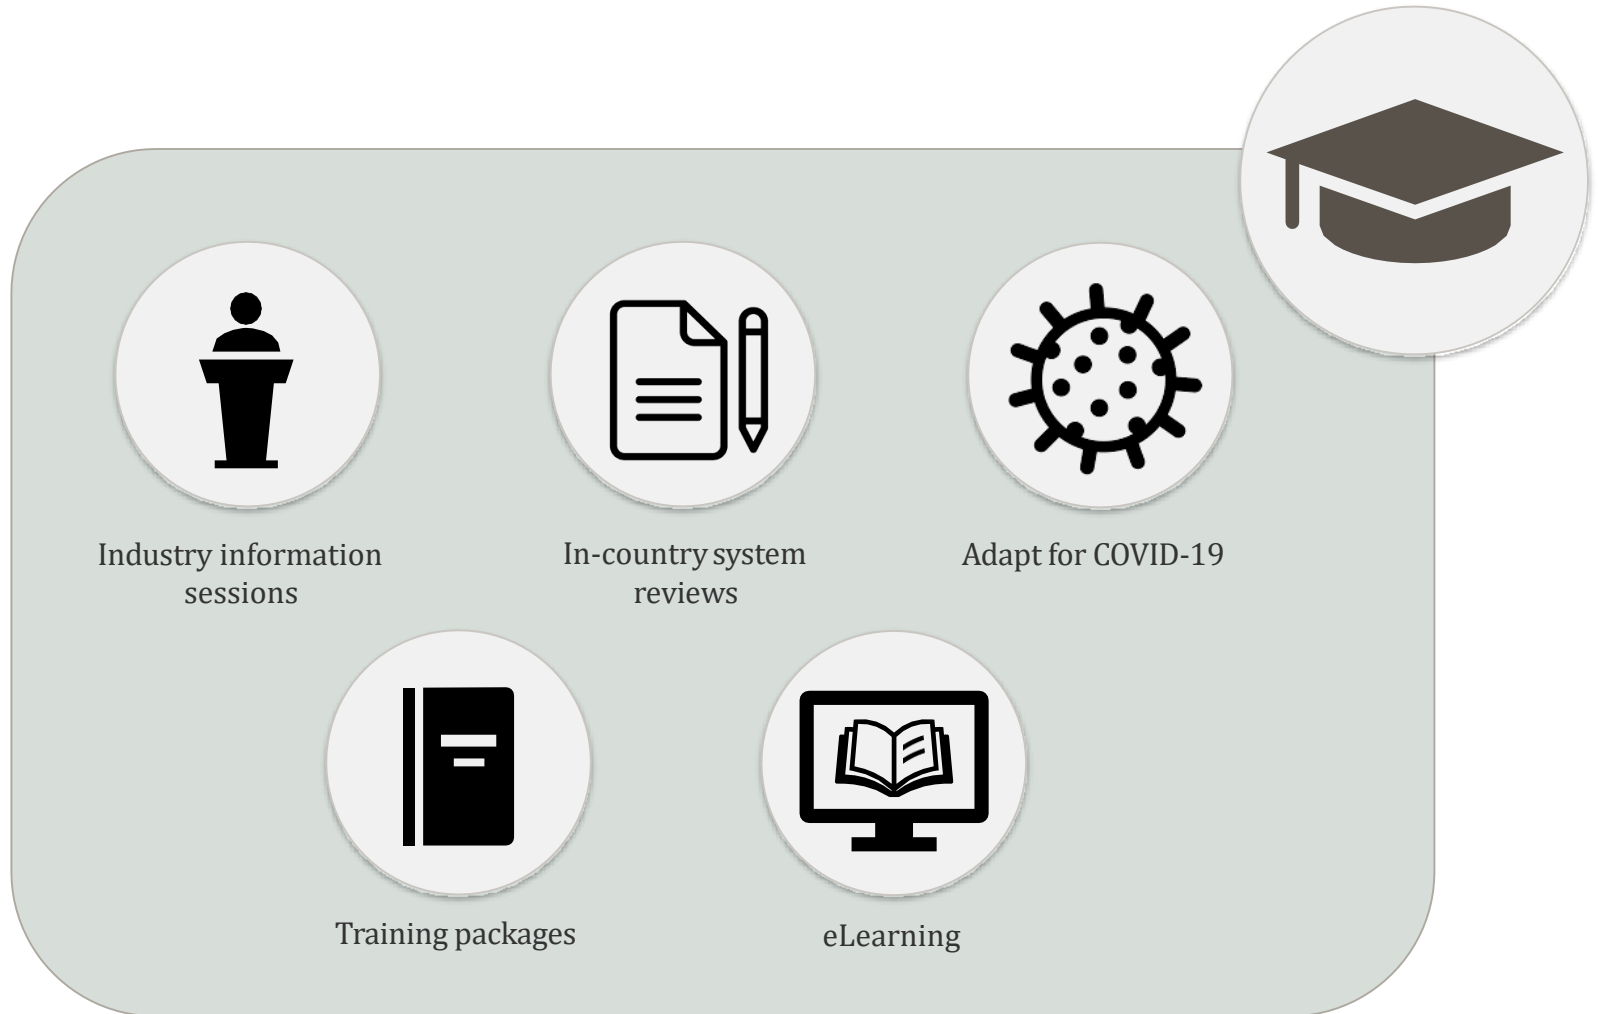 Industry information
sessions
In-country system
reviews
Adapt for COVID-19
Training packages
eLearning